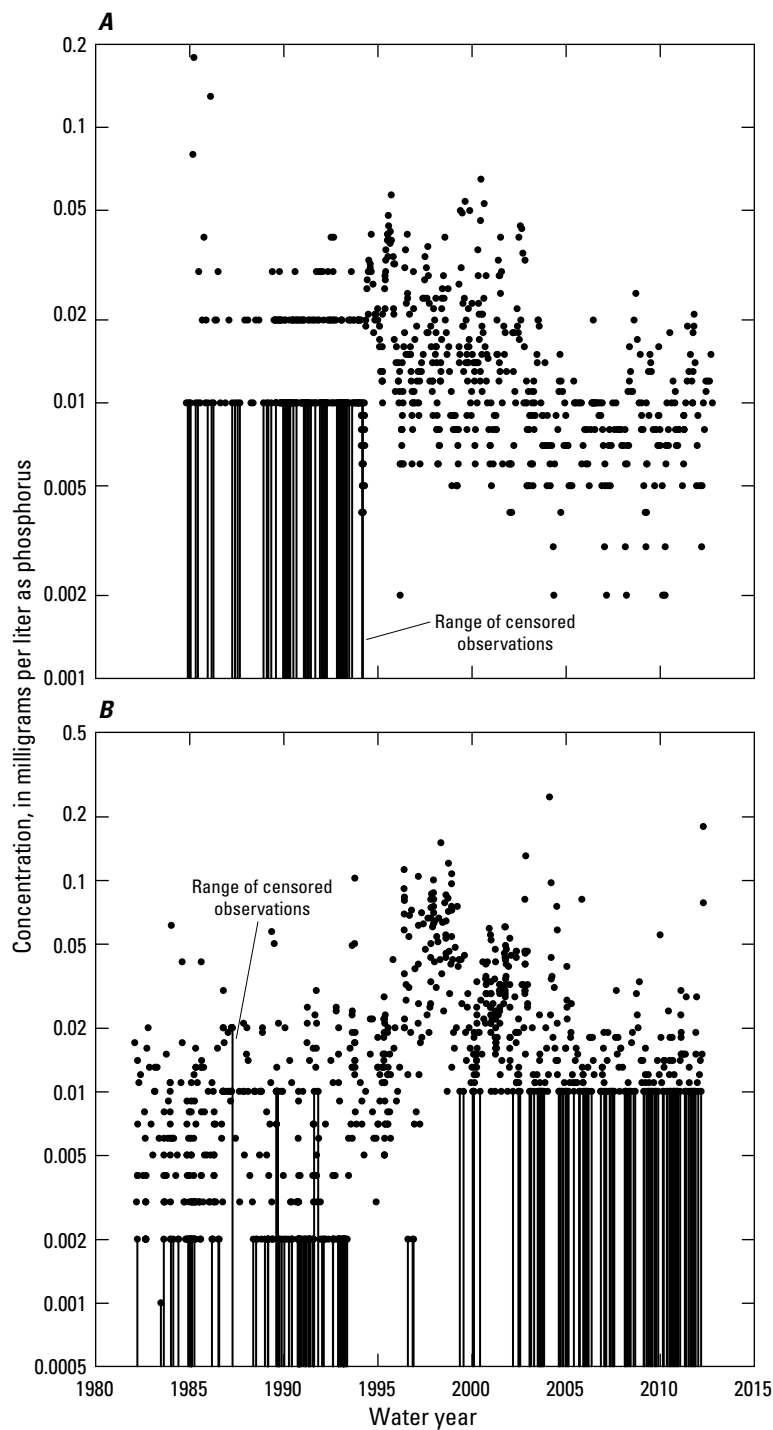 A
0.2
0.1
0.05
0.02
0.01
0.005
0.002
0.001
Range of censored
observations
B
0.5
0.2
0.1
0.05
0.02
0.01
0.005
0.002
0.001
0.0005
Range of censored
observations
1980 1985 1990 1995 2000 2005 2010 2015
Water year
Concentration, in milligrams per liter as phosphorus